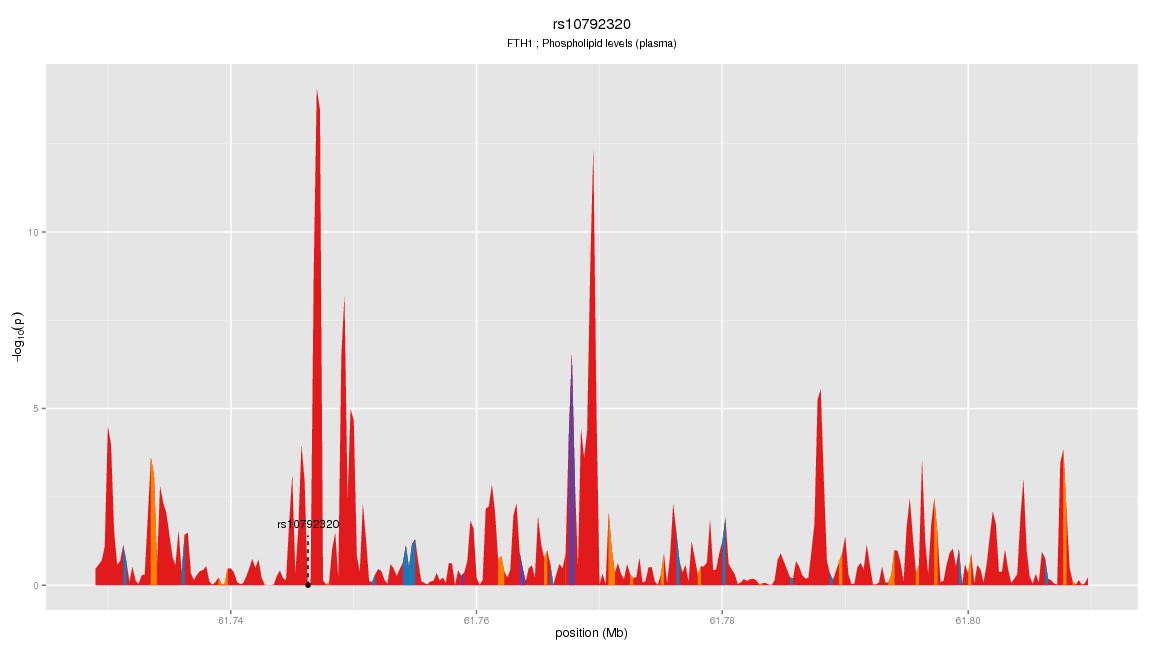 rs10792320
FTH1 ; Phospholipid levels (plasma)
−log10(p)
10
5
0
rs10792320
61.74
61.76
61.78
61.80
position (Mb)